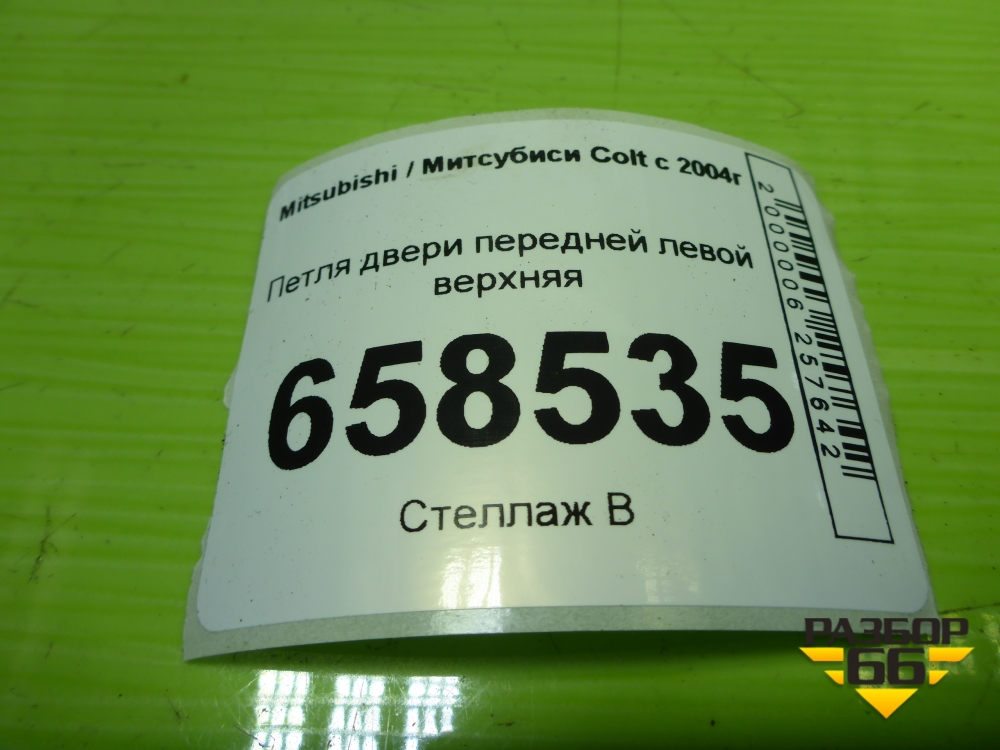 Mitsubishi / Митсубиси Colt с 2004г
Петля двери передней левой
верхняя
658535
Стеллаж В
2000006257642
РАЗБОР
66